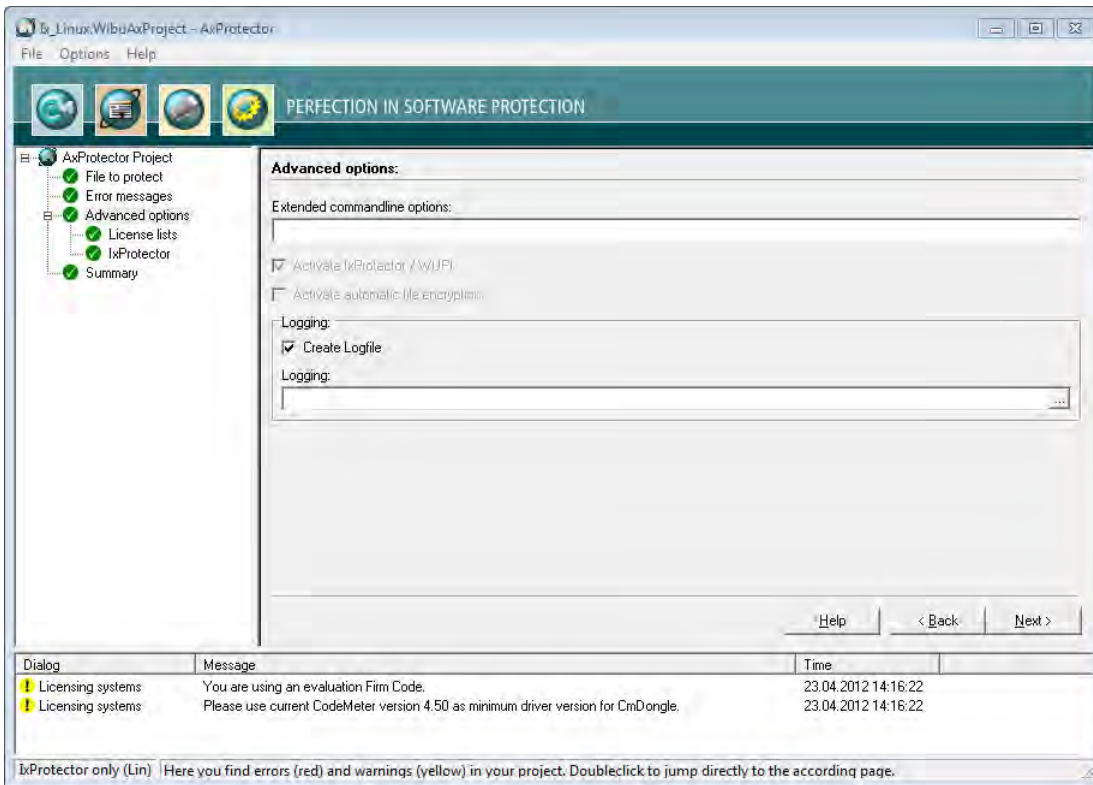 Ix_Linux.WibuAxProject - AxProtector
File Options Help
PERFECTION IN SOFTWARE PROTECTION
AxProtector Project
File to protect
Error messages
Advanced options
License lists
IxProtector
Summary
Advanced options:
Extended commandline options:
Activate IxProtector / WUPI
Activate automatic file encryption
Logging:
Create Logfile
Logging:
...
Help < Back Next >
Dialog Message Time
Licensing systems You are using an evaluation Firm Code. 23.04.2012 14:16:22
Licensing systems Please use current CodeMeter version 4.50 as minimum driver version for CmDongle. 23.04.2012 14:16:22
IxProtector only (Lin) Here you find errors (red) and warnings (yellow) in your project. Doubleclick to jump directly to the according page.